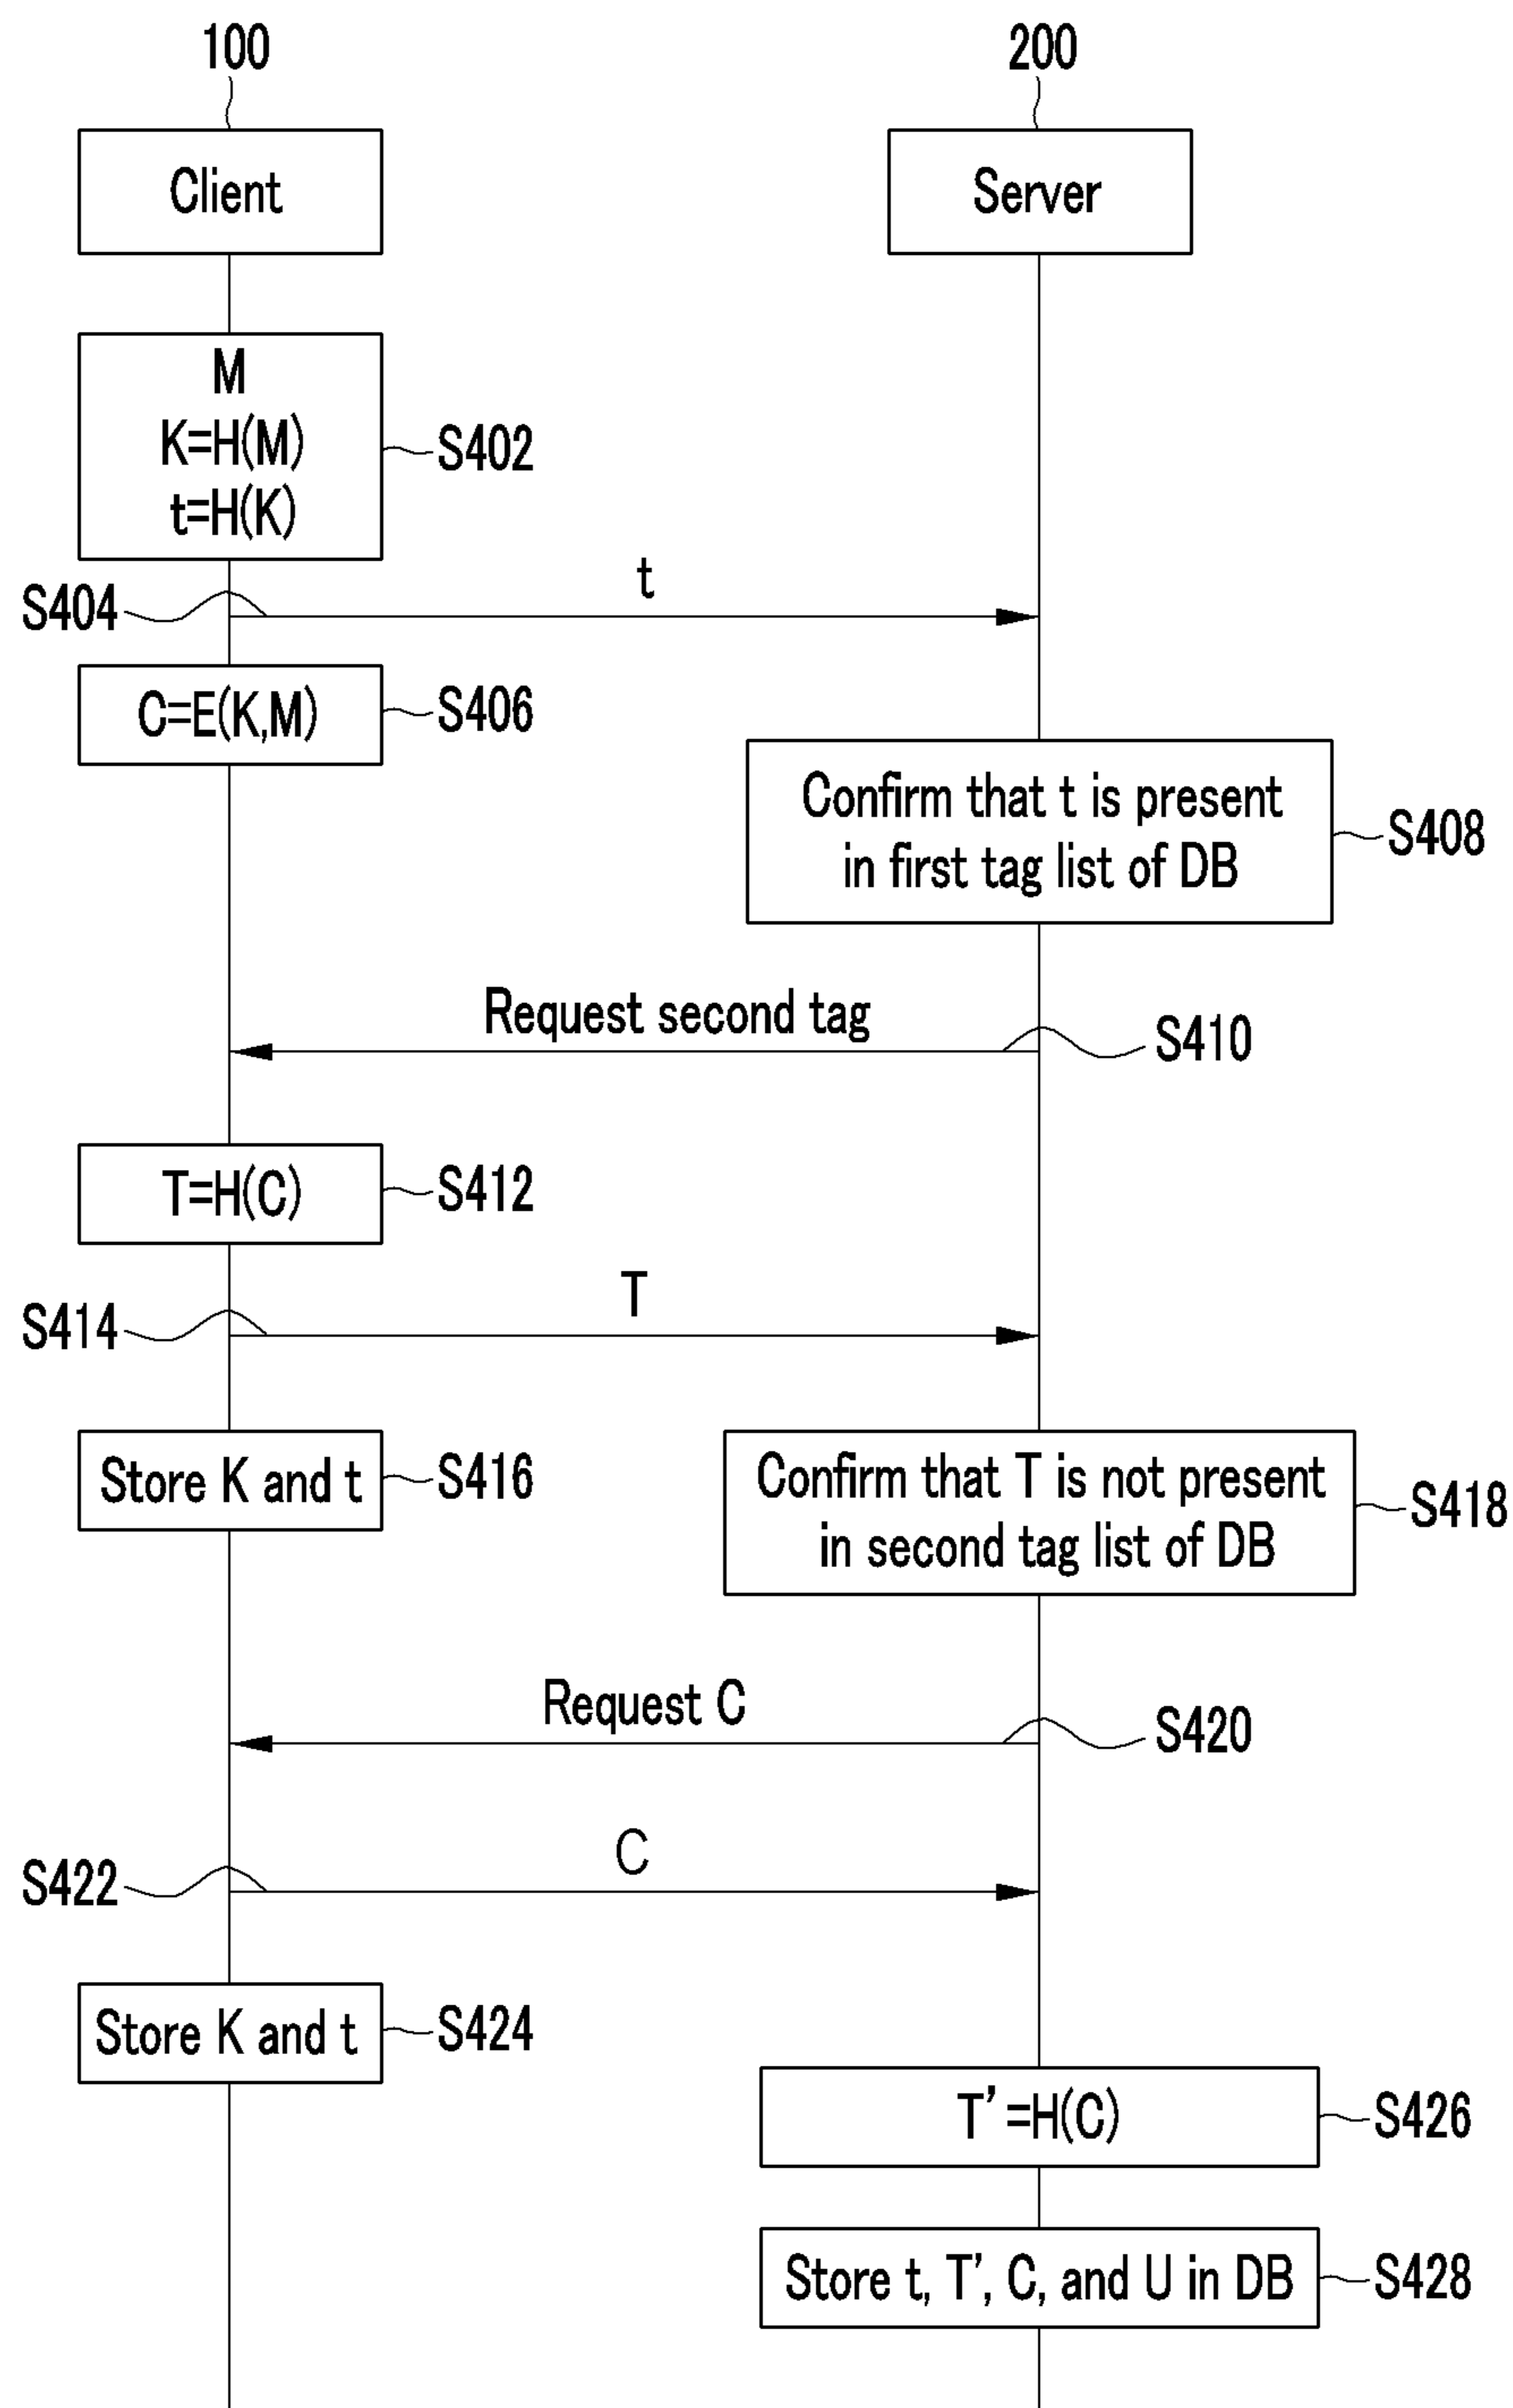 100
200
Client
Server
M
K=H(M)
t=H(K)
S402
t
S404
C=E(K,M)
S406
Confirm that t is present
in first tag list of DB
S408
Request second tag
S410
T=H(C)
S412
T
S414
Store K and t
S416
Confirm that T is not present
in second tag list of DB
S418
Request C
S420
C
S422
Store K and t
S424
T'=H(C)
S426
Store t, T', C, and U in DB
S428